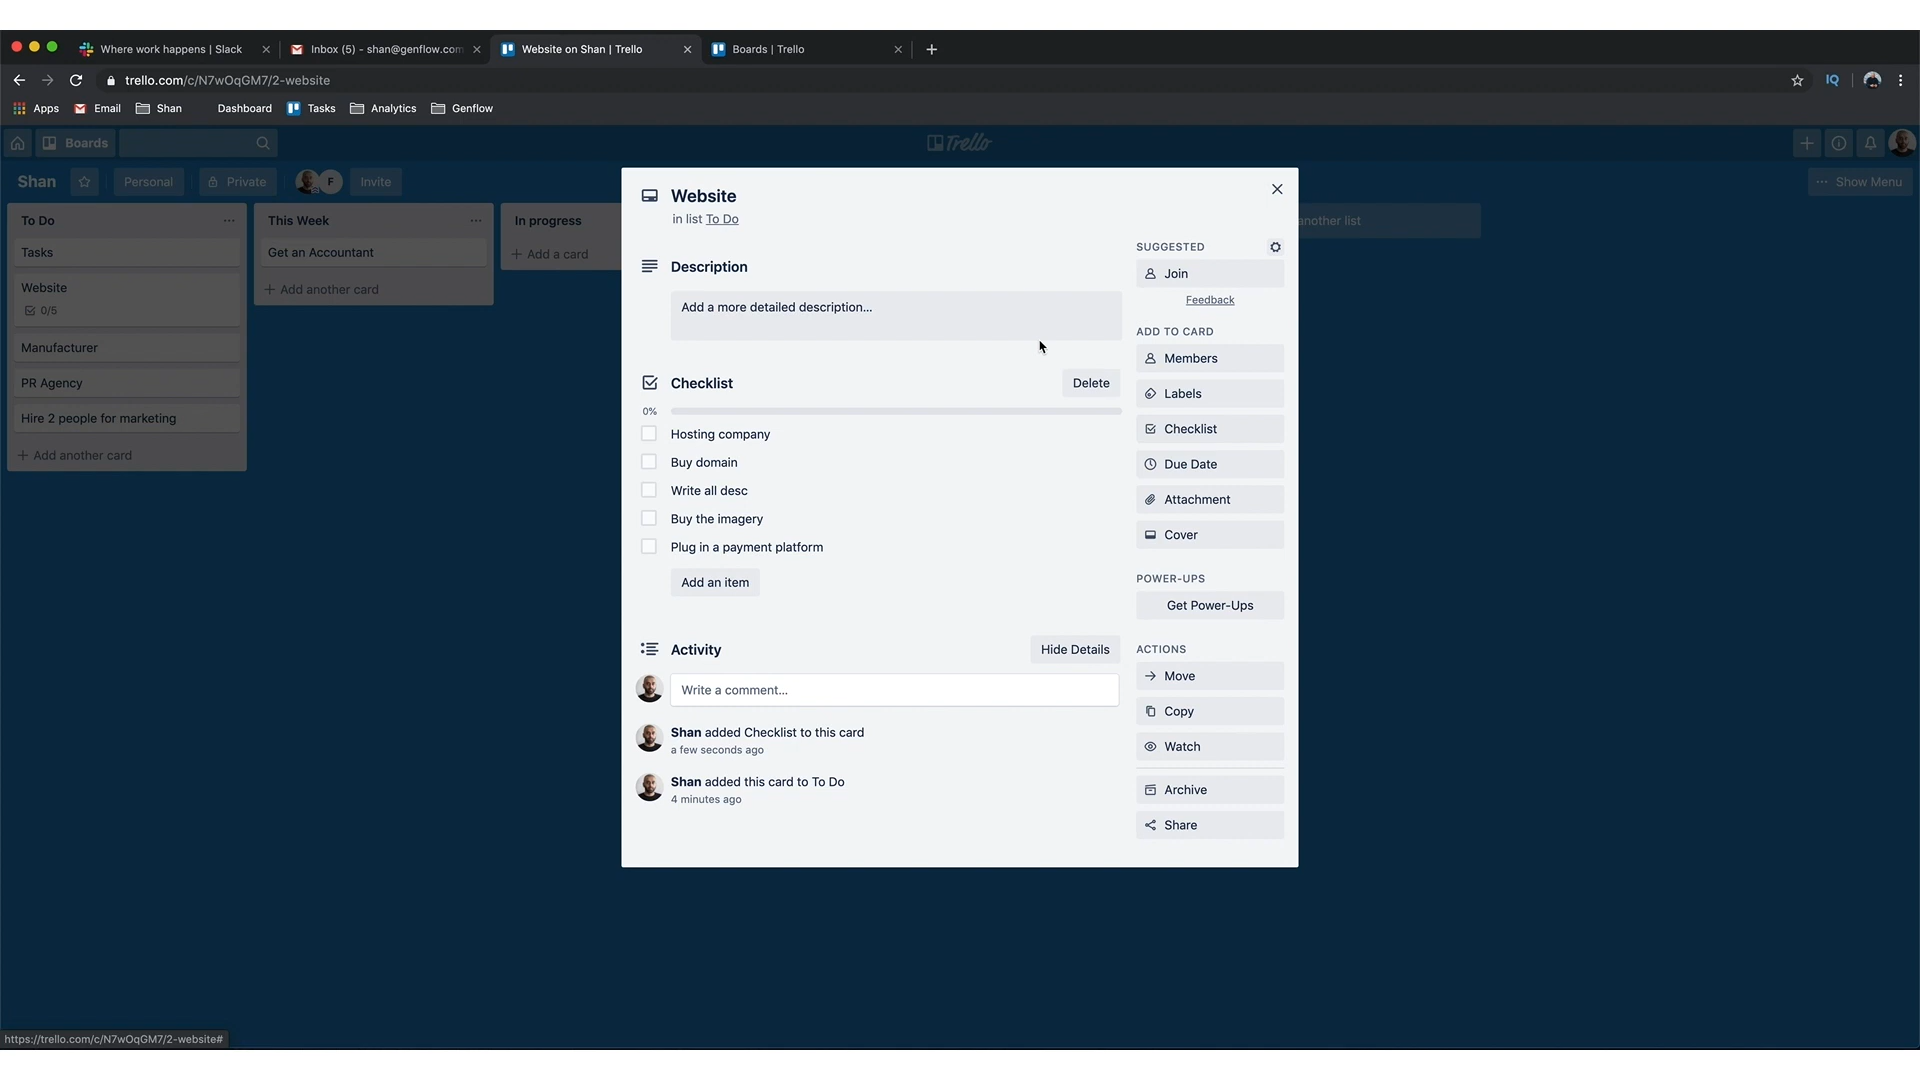 Where work happens | Slack
Inbox (5) - shan@genflow.com
Website on Shan | Trello
Boards | Trello
trello.com/c/N7wOqGM7/2-website
IQ
Apps
Email
Shan
Dashboard
Tasks
Analytics
Genflow
Boards
Trello
Shan
Personal
Private
F
Invite
... Show Menu
To Do
Tasks
Website
0/5
Manufacturer
PR Agency
Hire 2 people for marketing
+ Add another card
This Week
Get an Accountant
+ Add another card
In progress
+ Add a card
another list
Website
in list To Do
Description
Add a more detailed description...
Checklist
Delete
0%
Hosting company
Buy domain
Write all desc
Buy the imagery
Plug in a payment platform
Add an item
Activity
Hide Details
Write a comment...
Shan added Checklist to this card
a few seconds ago
Shan added this card to To Do
4 minutes ago
SUGGESTED
Join
Feedback
ADD TO CARD
Members
Labels
Checklist
Due Date
Attachment
Cover
POWER-UPS
Get Power-Ups
ACTIONS
Move
Copy
Watch
Archive
Share
https://trello.com/c/N7wOqGM7/2-website#